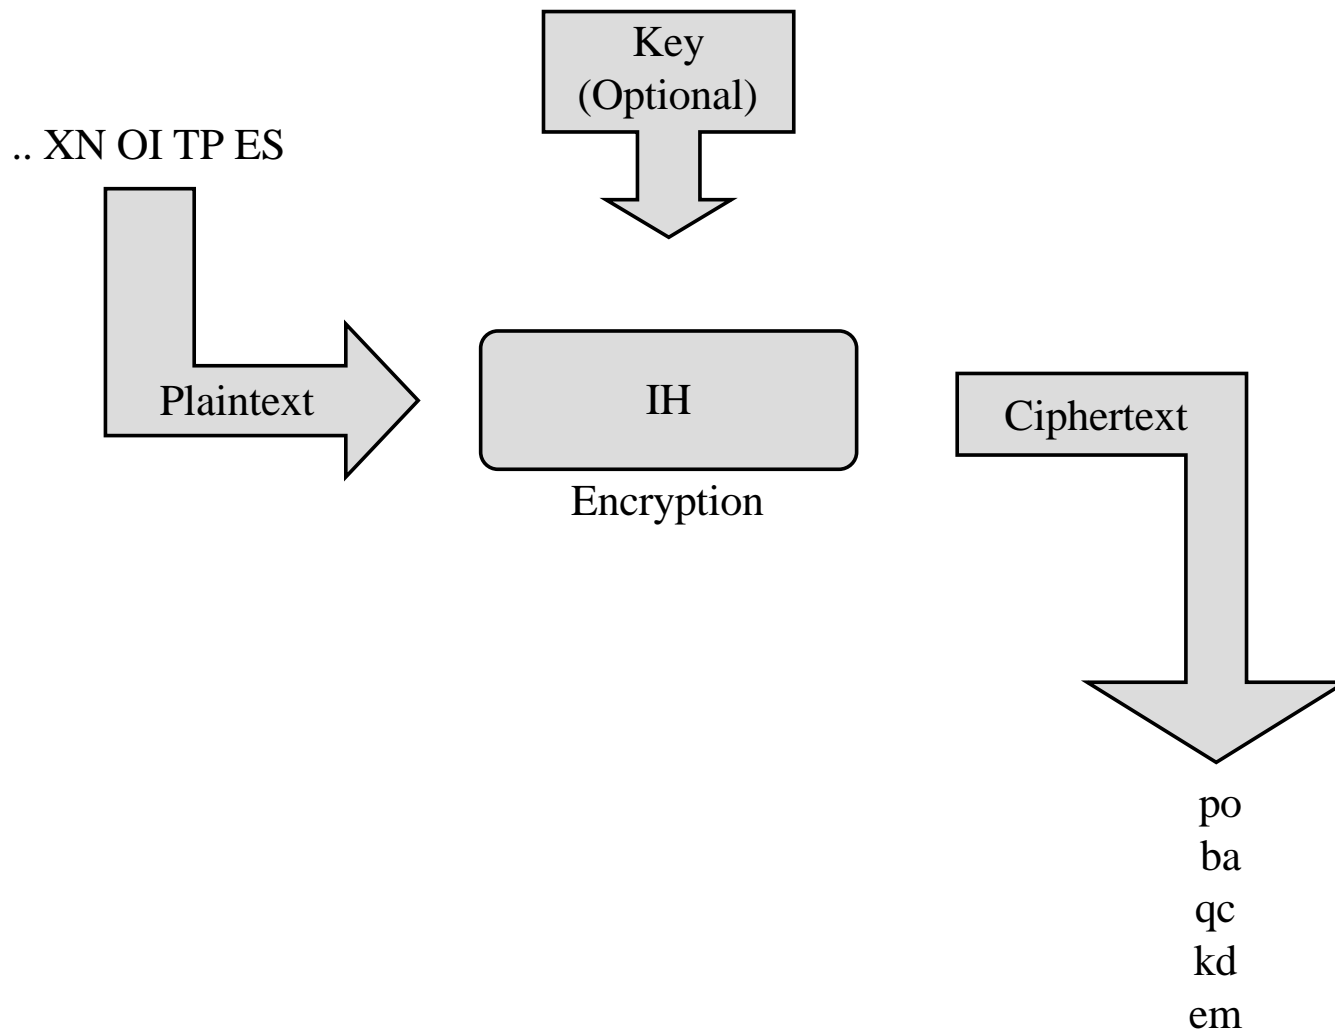 Key
(Optional)
.. XN OI TP ES
Plaintext
IH
Ciphertext
Encryption
po
ba
qc
kd
em